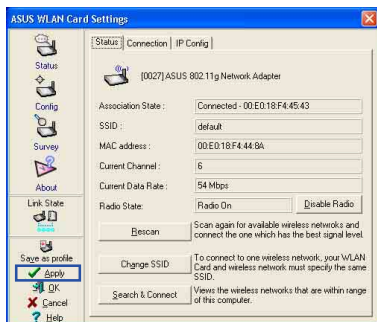 ASUS WLAN Card Settings
Status
Config
Survey
About
Link State
Save as profile
Apply
OK
Cancel
Help
Status Connection IP Config
[0027]ASUS 802.11g Network Adapter
Association State : Connected - 00:E0:18:F4:45:43
SSID : default
MAC address : 00:E0:18:F4:44:8A
Current Channel : 6
Current Data Rate : 54 Mbps
Radio State: Radio On Disable Radio
Rescan
Scan again for available wireless netwroks and
connect the one which has the best signal level.
Change SSID
To connect to one wireless network, your WLAN
Card and wireless network must specify the same
SSID.
Search & Connect
Views the wireless networks that are within range
of this computer.